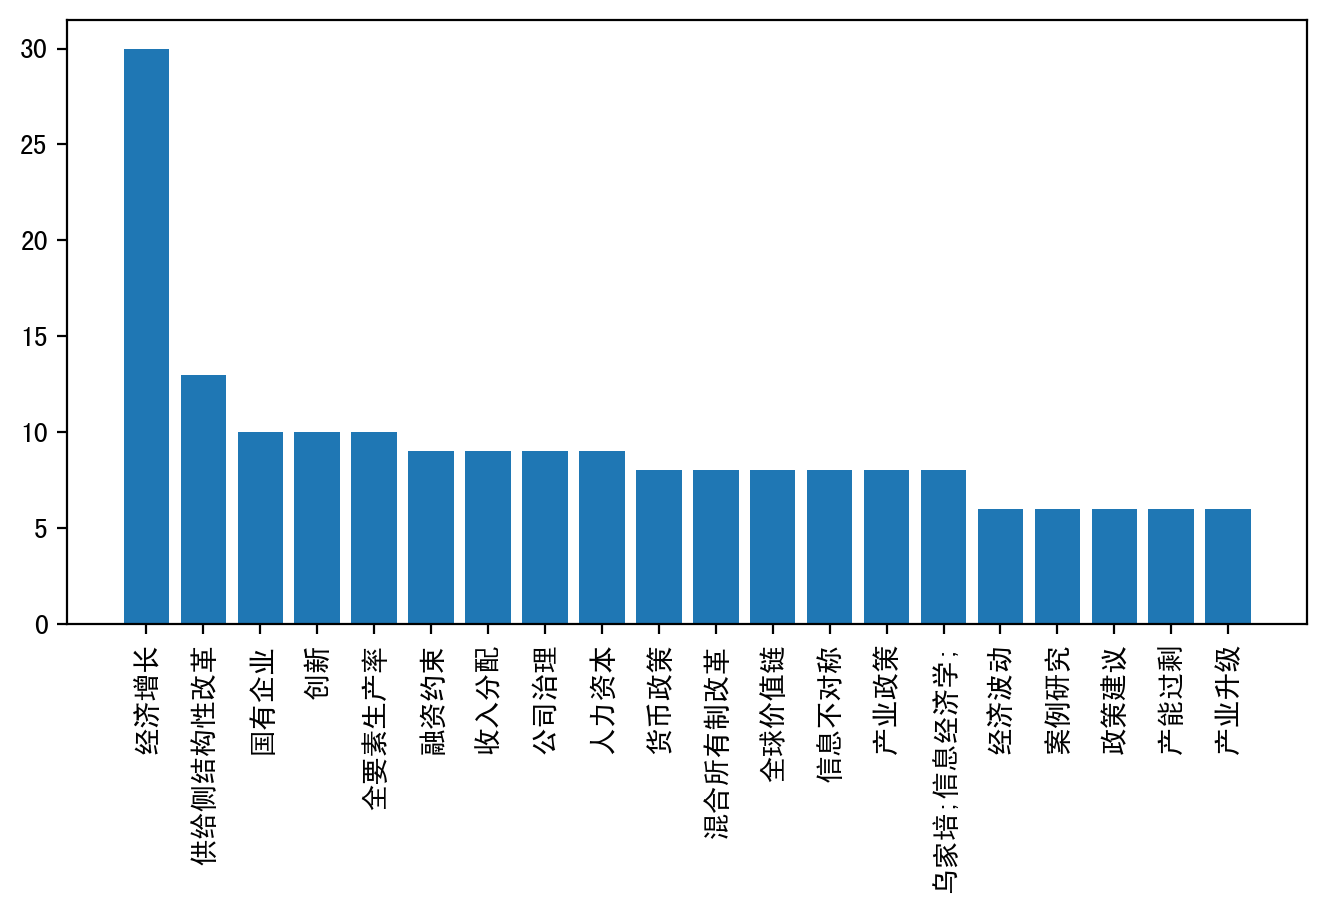 30
25
20
15
10
5
0
经济增长
供给侧结构性改革
国有企业
创新
全要素生产率
融资约束
收入分配
公司治理
人力资本
货币政策
混合所有制改革
全球价值链
信息不对称
产业政策
乌家培;信息经济学;
经济波动
案例研究
政策建议
产能过剩
产业升级